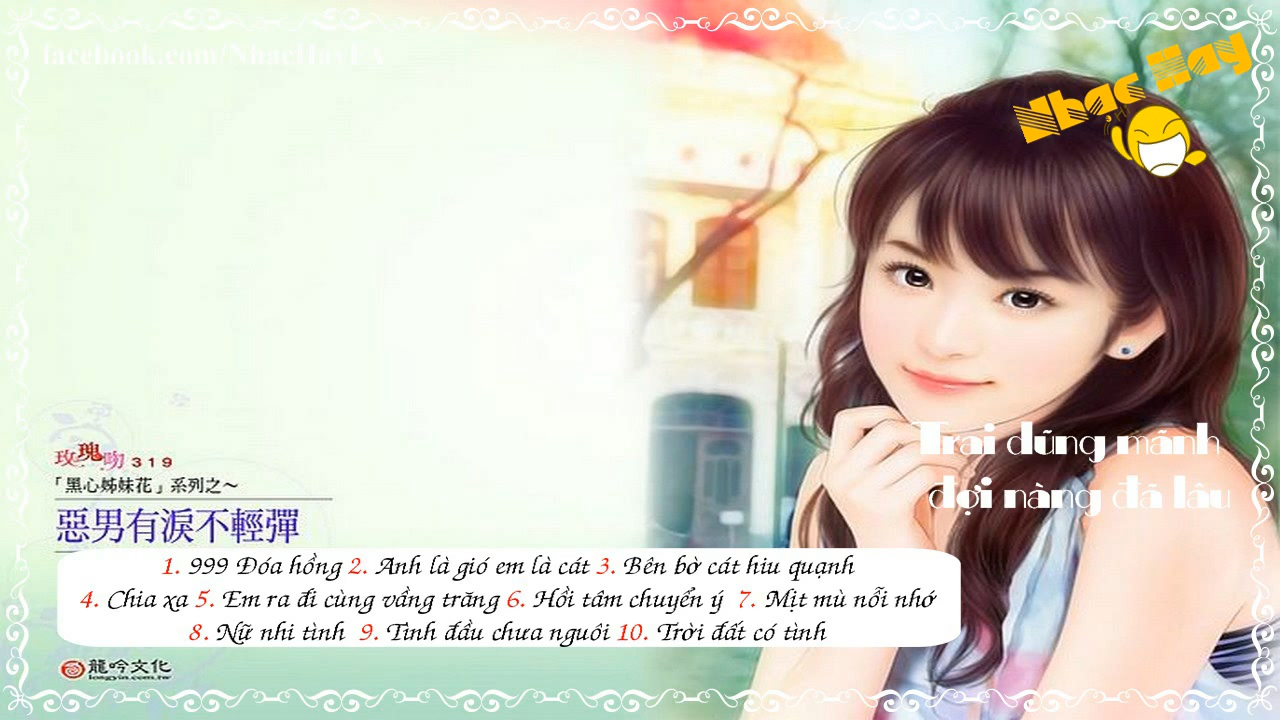 facebook.com/NhacHayEA
Nhạc Hay
Trai dũng mãnh
đợi nàng đã lâu
玫瑰吻319
「黑心姊妹花」系列之～
惡男有淚不輕彈
1. 999 Đóa hồng 2. Anh là gió em là cát 3. Bên bờ cát hiu quạnh
4. Chia xa 5. Em ra đi cùng vầng trăng 6. Hồi tâm chuyển ý 7. Mịt mù nỗi nhớ
8. Nữ nhi tình 9. Tình đầu chưa nguôi 10. Trời đất có tình
龍吟文化
longyin.com.tw